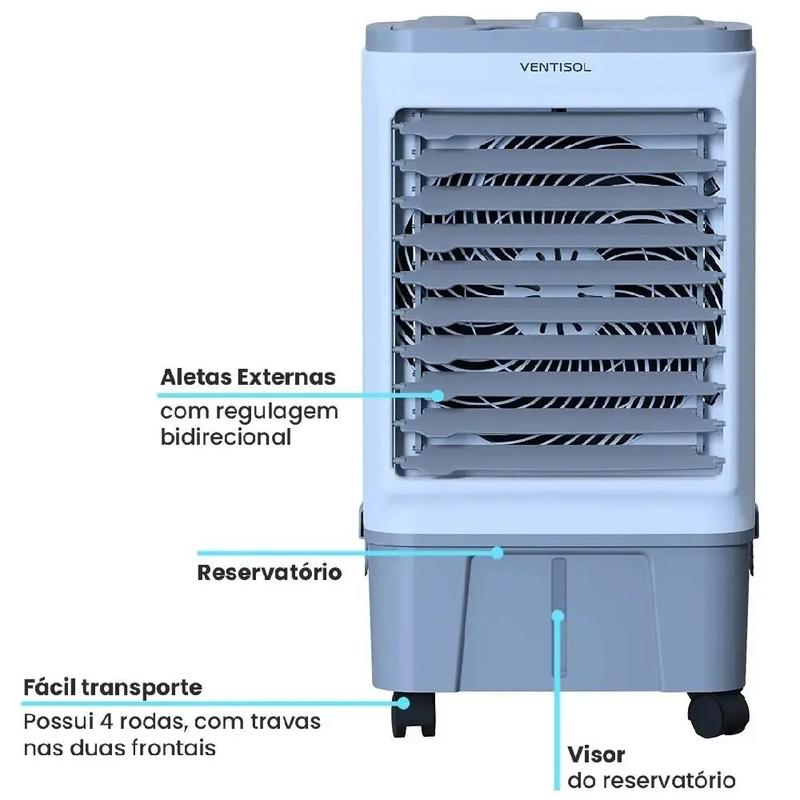 VENTISOL
Aletas Externas
com regulagem
bidirecional
Reservatório
Fácil transporte
Possui 4 rodas, com travas
nas duas frontais
Visor
do reservatório